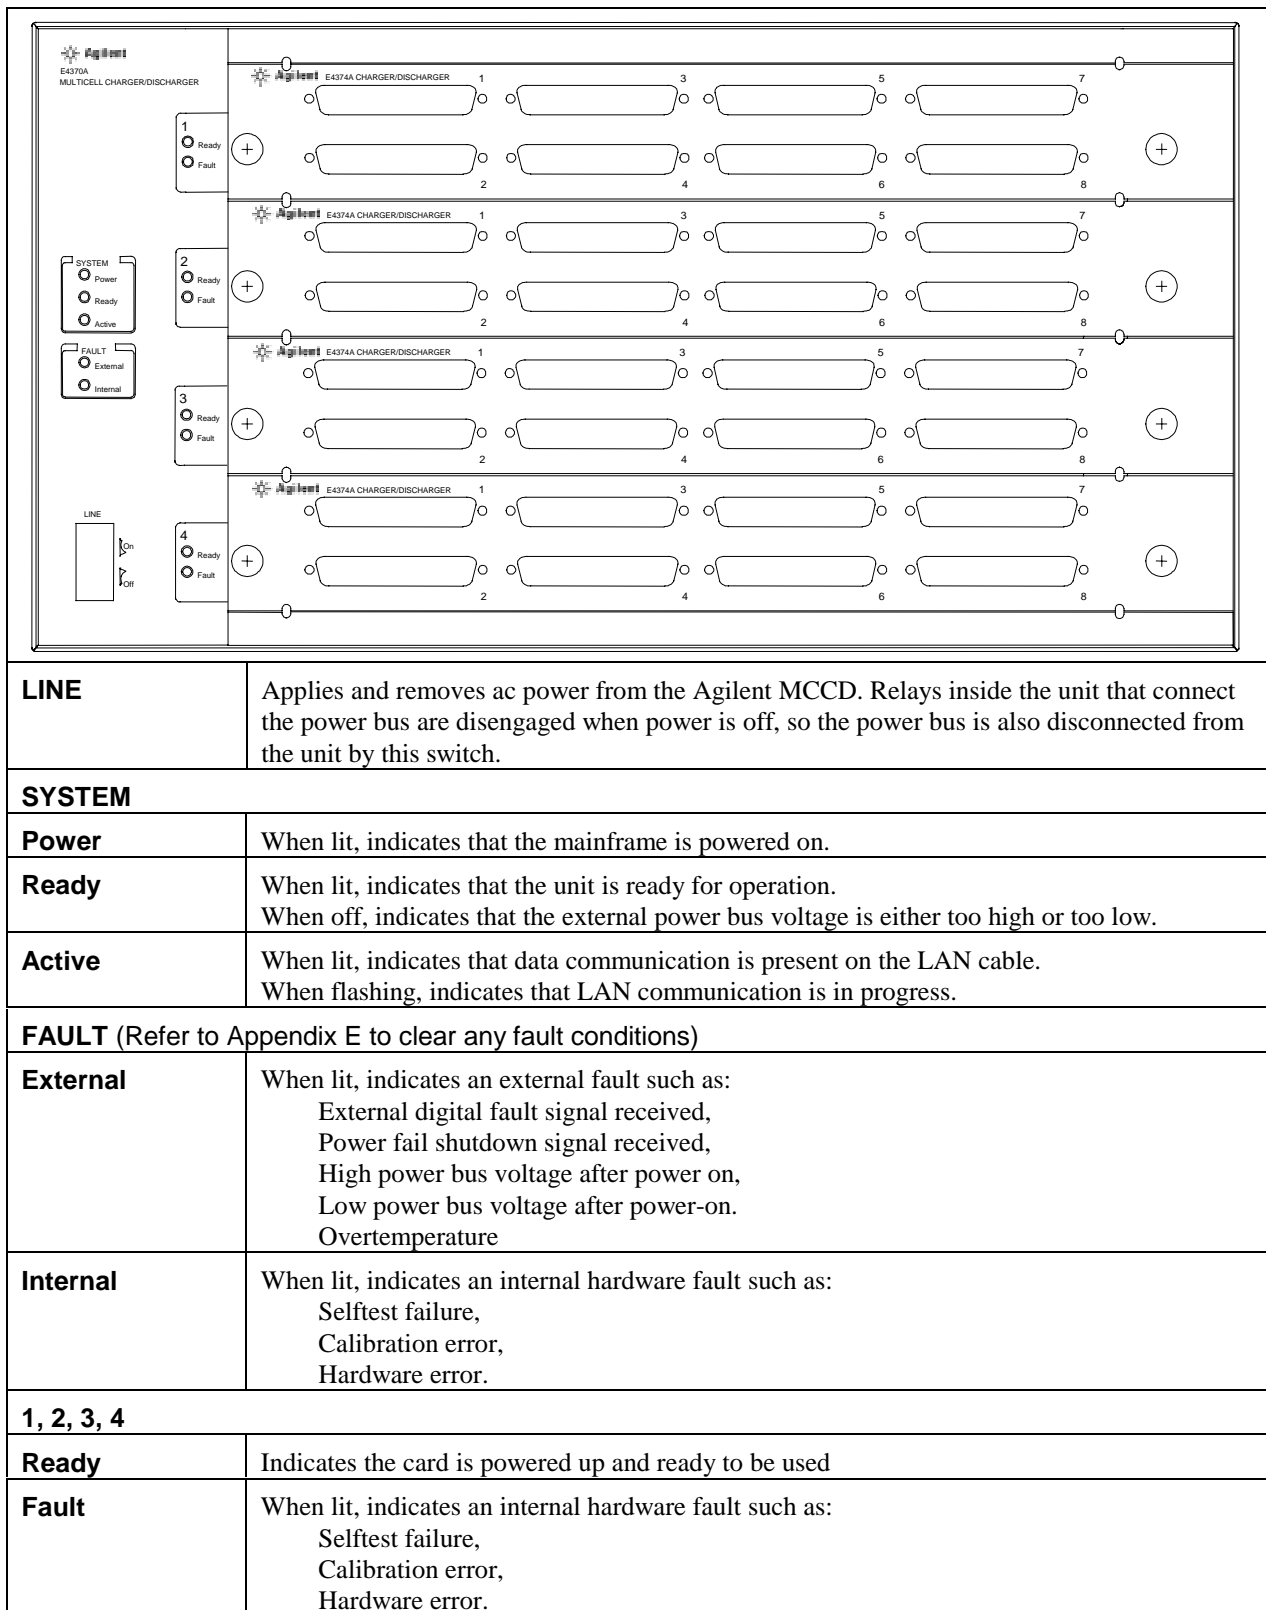 Agilent
E4370A
MULTICELL CHARGER/DISCHARGER
Agilent E4374A CHARGER/DISCHARGER 1 3 5 7
1
Ready
Fault
2 4 6 8
Agilent E4374A CHARGER/DISCHARGER 1 3 5 7
SYSTEM
Power
Ready
Active
2
Ready
Fault
2 4 6 8
FAULT
External
Internal
Agilent E4374A CHARGER/DISCHARGER 1 3 5 7
3
Ready
Fault
2 4 6 8
Agilent E4374A CHARGER/DISCHARGER 1 3 5 7
LINE
On
Off
4
Ready
Fault
2 4 6 8
LINE
Applies and removes ac power from the Agilent MCCD. Relays inside the unit that connect
the power bus are disengaged when power is off, so the power bus is also disconnected from
the unit by this switch.
SYSTEM
Power
When lit, indicates that the mainframe is powered on.
Ready
When lit, indicates that the unit is ready for operation.
When off, indicates that the external power bus voltage is either too high or too low.
Active
When lit, indicates that data communication is present on the LAN cable.
When flashing, indicates that LAN communication is in progress.
FAULT (Refer to Appendix E to clear any fault conditions)
External
When lit, indicates an external fault such as:
External digital fault signal received,
Power fail shutdown signal received,
High power bus voltage after power on,
Low power bus voltage after power-on.
Overtemperature
Internal
When lit, indicates an internal hardware fault such as:
Selftest failure,
Calibration error,
Hardware error.
1, 2, 3, 4
Ready
Indicates the card is powered up and ready to be used
Fault
When lit, indicates an internal hardware fault such as:
Selftest failure,
Calibration error,
Hardware error.